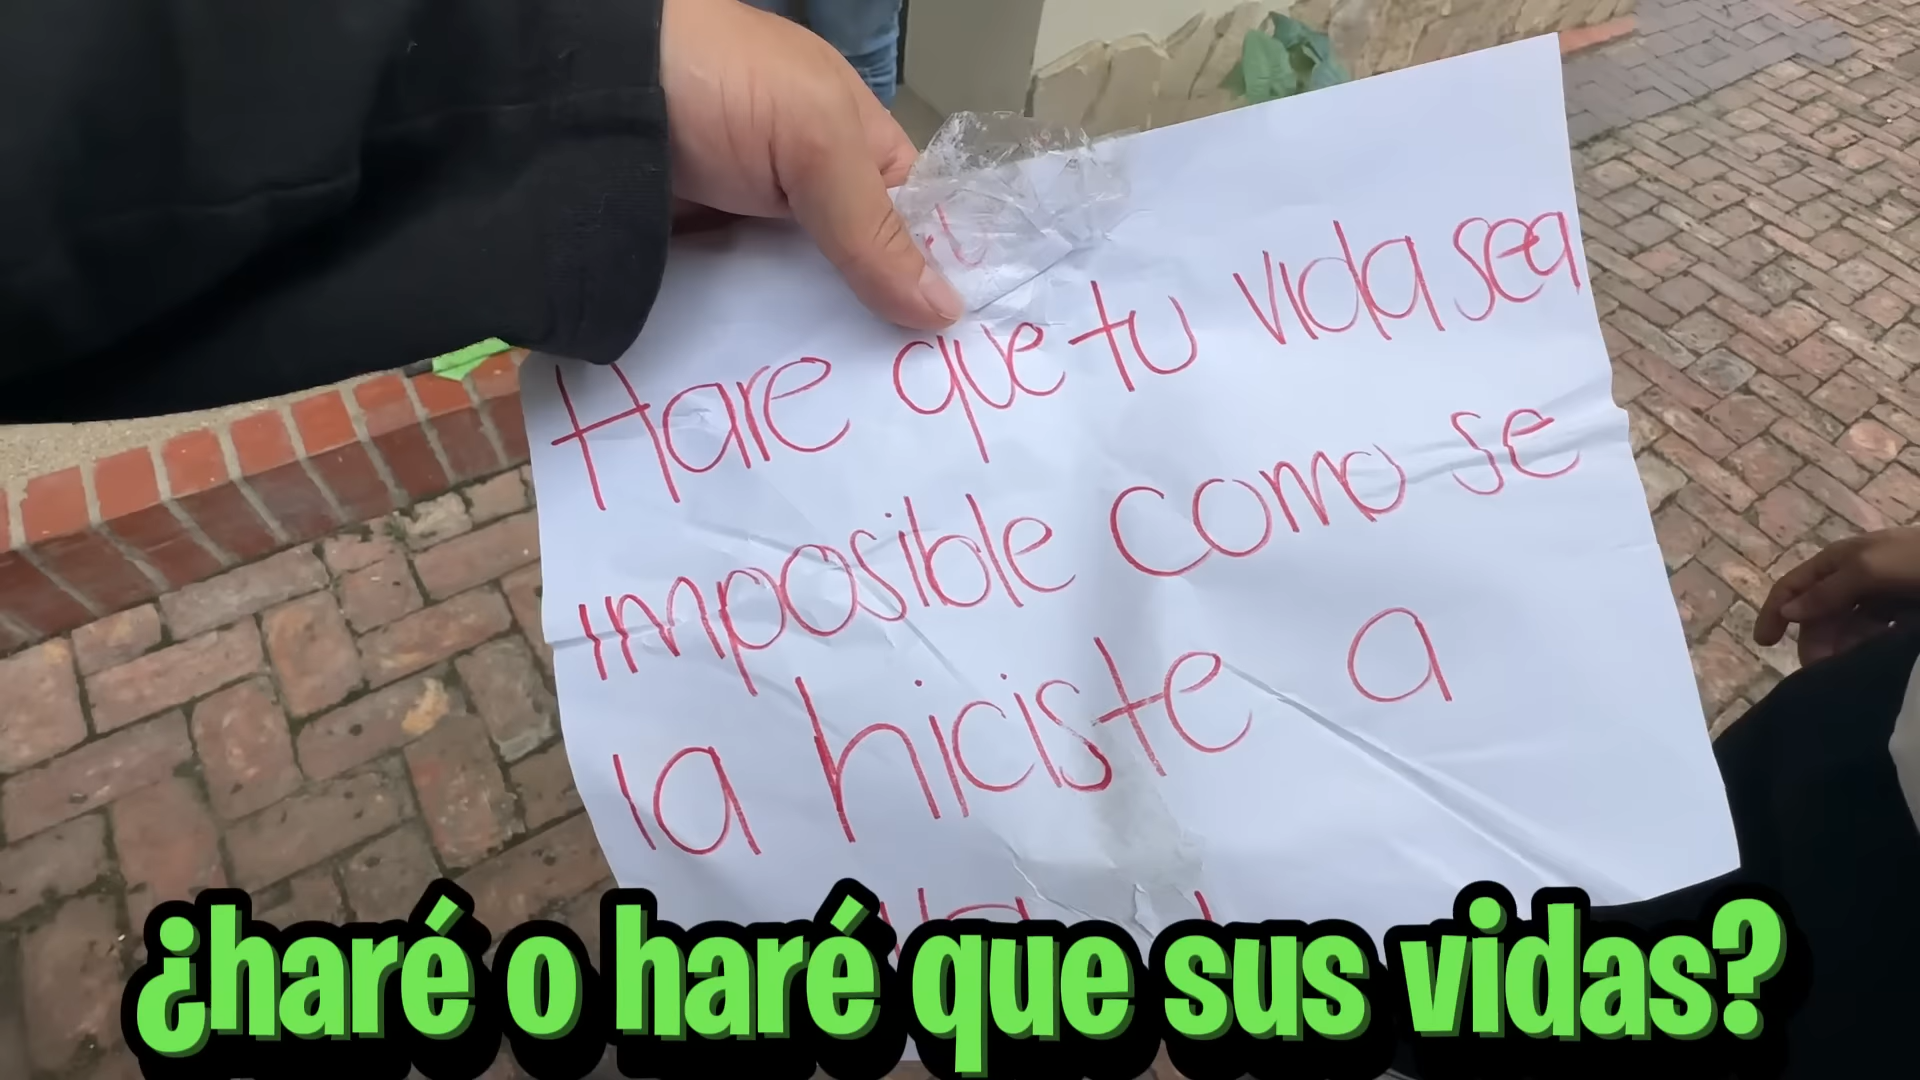 Hare que tu vida sea
imposible como se
la hiciste a
¿haré o haré que sus vidas?